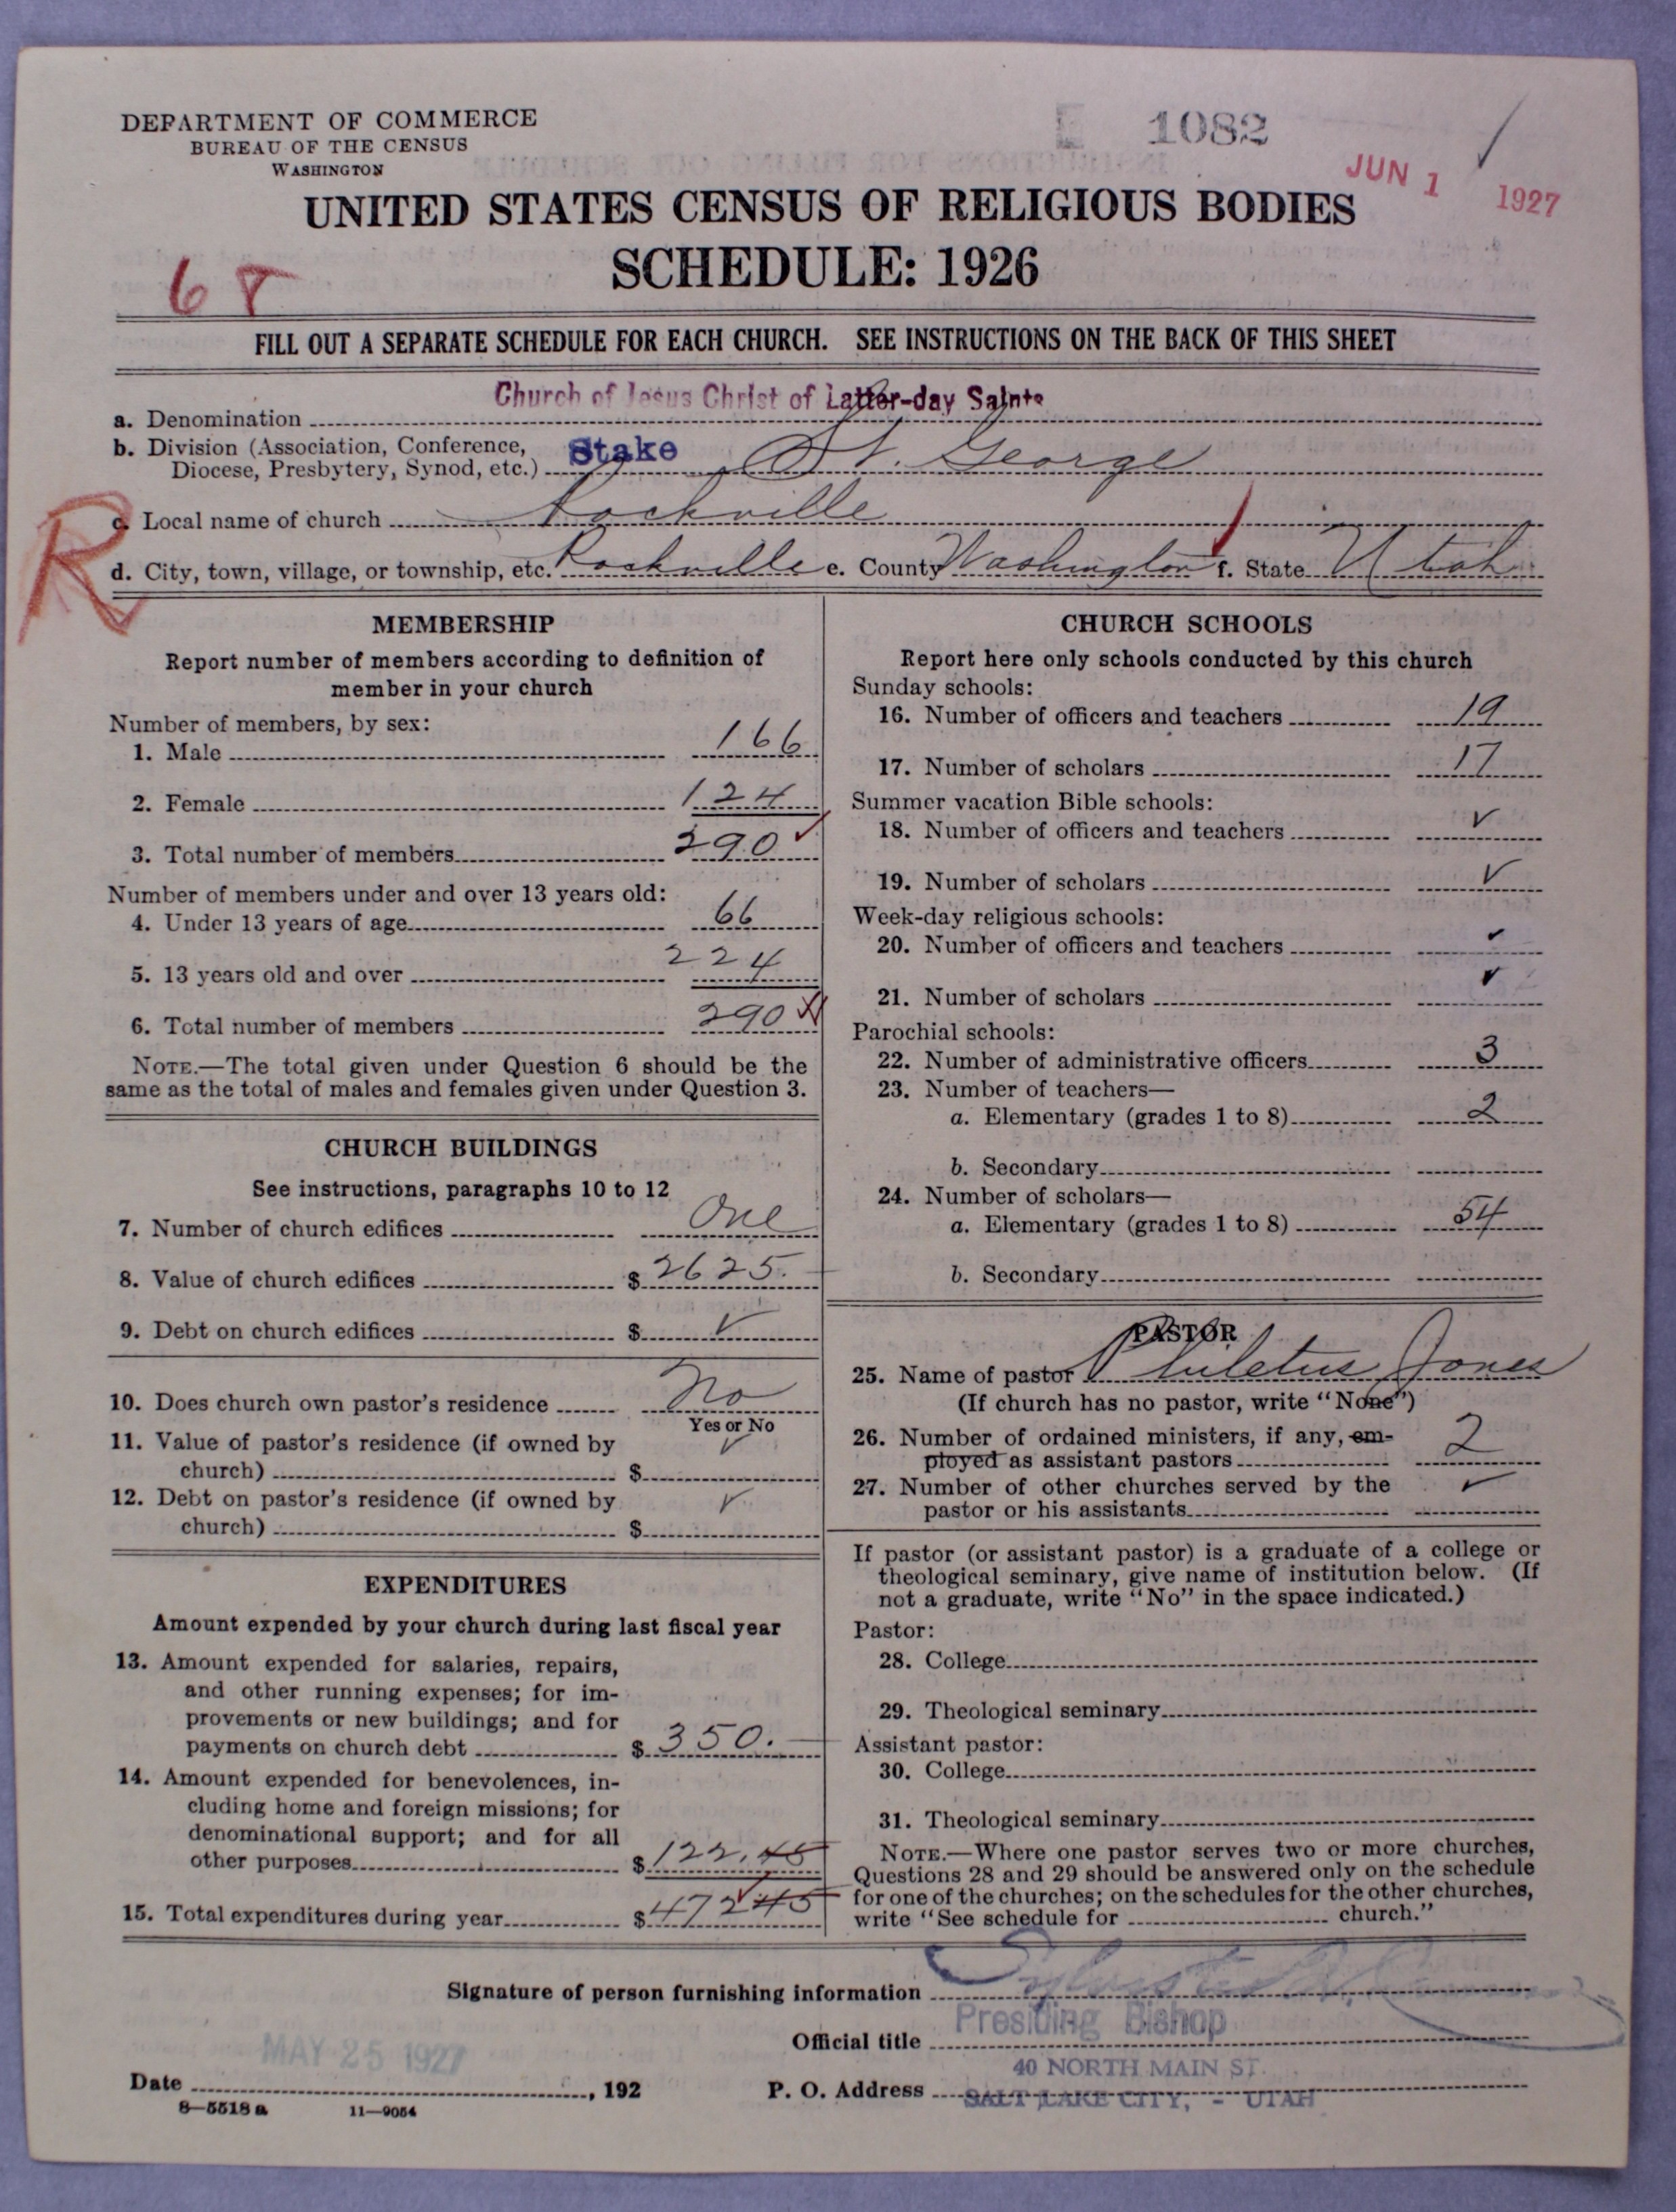 DEPARTMENT OF COMMERCE
BUREAU OF THE CENSUS
WASHINGTON
1082
JUN 1 1927
UNITED STATES CENSUS OF RELIGIOUS BODIES
SCHEDULE: 1926
68
FILL OUT A SEPARATE SCHEDULE FOR EACH CHURCH. SEE INSTRUCTIONS ON THE BACK OF THIS SHEET
a. Denomination Church of Jesus Christ of Latter-day Saints
b. Division (Association, Conference,
Diocese, Presbytery, Synod, etc.) Stake St. George
R
c. Local name of church Rockville
d. City, town, village, or township, etc. Rockville e. County Washington f. State Utah
MEMBERSHIP
Report number of members according to definition of
member in your church
Number of members, by sex:
1. Male 166
2. Female 124
3. Total number of members 290
Number of members under and over 13 years old:
4. Under 13 years of age 66
5. 13 years old and over 224
6. Total number of members 290
NOTE.—The total given under Question 6 should be the
same as the total of males and females given under Question 3.
CHURCH BUILDINGS
See instructions, paragraphs 10 to 12
7. Number of church edifices One
8. Value of church edifices $ 2625.
9. Debt on church edifices $ ✓
10. Does church own pastor's residence No
Yes or No
11. Value of pastor's residence (if owned by
church) $ ✓
12. Debt on pastor's residence (if owned by
church) $ ✓
EXPENDITURES
Amount expended by your church during last fiscal year
13. Amount expended for salaries, repairs,
and other running expenses; for im-
provements or new buildings; and for
payments on church debt $ 350.
14. Amount expended for benevolences, in-
cluding home and foreign missions; for
denominational support; and for all
other purposes $ 122.45
15. Total expenditures during year $ 472 45
CHURCH SCHOOLS
Report here only schools conducted by this church
Sunday schools:
16. Number of officers and teachers 19
17. Number of scholars 17
Summer vacation Bible schools:
18. Number of officers and teachers ✓
19. Number of scholars ✓
Week-day religious schools:
20. Number of officers and teachers ✓
21. Number of scholars ✓
Parochial schools:
22. Number of administrative officers 3
23. Number of teachers—
a. Elementary (grades 1 to 8) 2
b. Secondary
24. Number of scholars—
a. Elementary (grades 1 to 8) 54
b. Secondary
PASTOR
25. Name of pastor Philetus Jones
(If church has no pastor, write "None")
26. Number of ordained ministers, if any, em-
ployed as assistant pastors 2
27. Number of other churches served by the
pastor or his assistants ✓
If pastor (or assistant pastor) is a graduate of a college or
theological seminary, give name of institution below. (If
not a graduate, write "No" in the space indicated.)
Pastor:
28. College
29. Theological seminary
Assistant pastor:
30. College
31. Theological seminary
NOTE.—Where one pastor serves two or more churches,
Questions 28 and 29 should be answered only on the schedule
for one of the churches; on the schedules for the other churches,
write "See schedule for church."
Signature of person furnishing information
Official title Presiding Bishop
MAY 25 1927
Date , 192
P. O. Address 40 NORTH MAIN ST.
SALT LAKE CITY, - UTAH
8—5518 a 11—9054